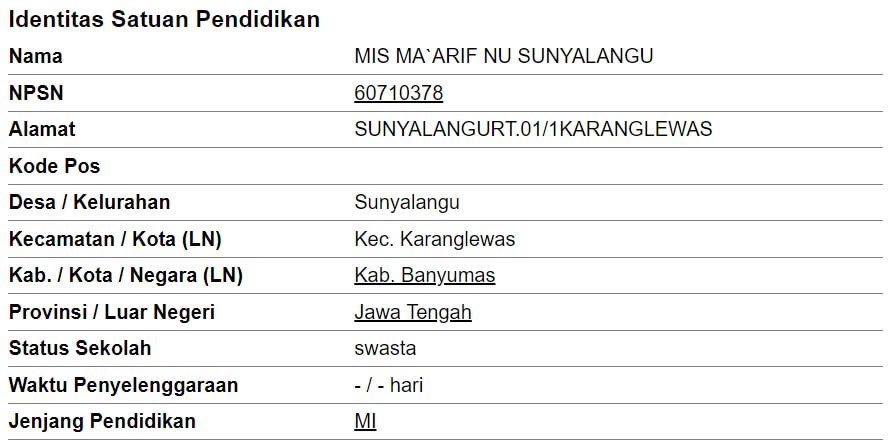 Identitas Satuan Pendidikan
Nama MIS MA`ARIF NU SUNYALANGU
NPSN 60710378
Alamat SUNYALANGURT.01/1KARANGLEWAS
Kode Pos
Desa / Kelurahan Sunyalangu
Kecamatan / Kota (LN) Kec. Karanglewas
Kab. / Kota / Negara (LN) Kab. Banyumas
Provinsi / Luar Negeri Jawa Tengah
Status Sekolah swasta
Waktu Penyelenggaraan - / - hari
Jenjang Pendidikan MI